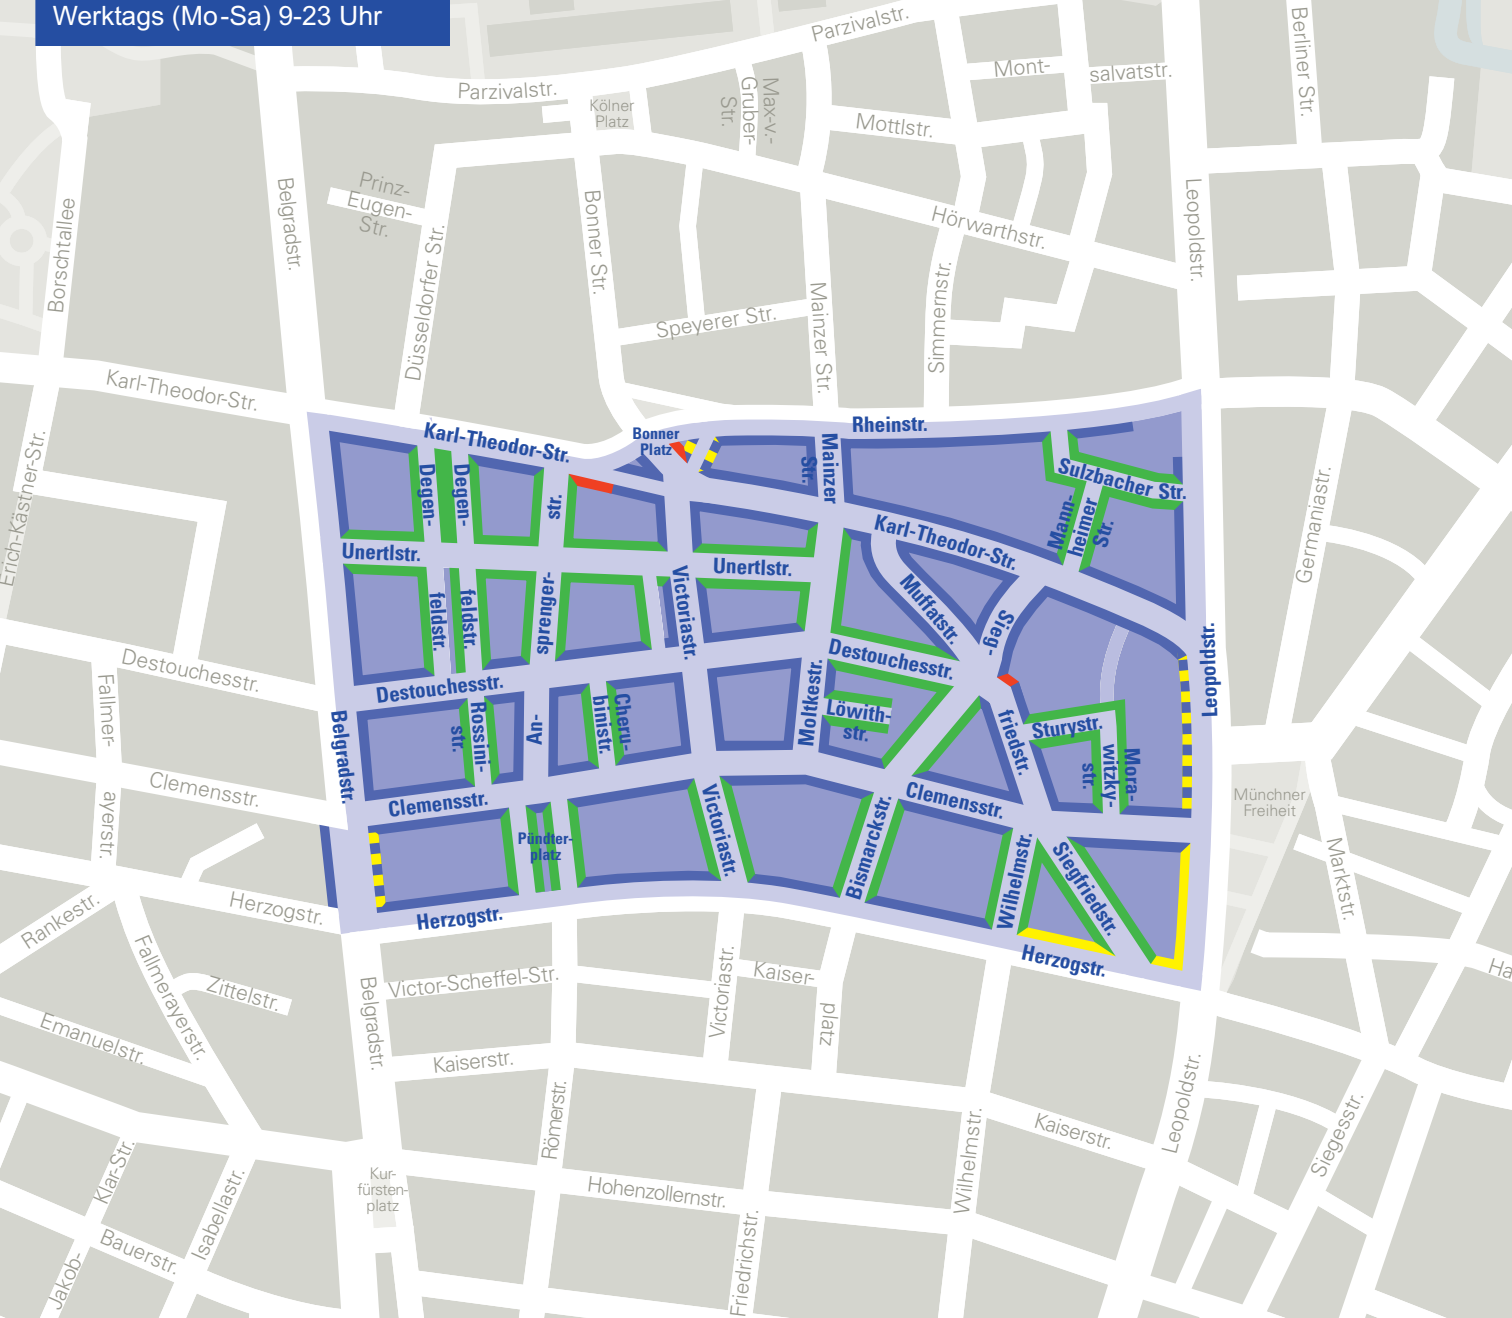 Werktags (Mo-Sa) 9-23 Uhr
Parzivalstr.
Parzivalstr.
Kölner
Platz
Max-v.-
Gruber-
Str.
Mont-
salvatstr.
Mottlstr.
Berliner Str.
Prinz-
Eugen-
Str.
Belgradstr.
Borschtallee
Düsseldorfer Str.
Bonner Str.
Hörwarthstr.
Leopoldstr.
Speyerer Str.
Mainzer Str.
Simmernstr.
Karl-Theodor-Str.
Erich-Kästner-Str.
Karl-Theodor-Str.
Bonner
Platz
Rheinstr.
Mainzer
Str.
Degen-
Degen-
str.
Sulzbacher Str.
Mann-
heimer
Str.
Karl-Theodor-Str.
Germaniastr.
Unertlstr.
Unertlstr.
feldstr.
feldstr.
sprenger-
Victoriastr.
Muffatstr.
Sieg-
Destouchesstr.
Destouchesstr.
Destouchesstr.
Leopoldstr.
Fallmer-
ayerstr.
Belgradstr.
Rossini-
str.
An-
Cheru-
binistr.
Moltkestr.
Löwith-
str.
friedstr.
Sturystr.
Mora-
witzky-
str.
Clemensstr.
Clemensstr.
Clemensstr.
Münchner
Freiheit
Pündter-
platz
Victoriastr.
Bismarckstr.
Wilhelmstr.
Siegfriedstr.
Marktstr.
Rankestr.
Herzogstr.
Herzogstr.
Herzogstr.
Fallmerayerstr.
Zittelstr.
Emanuelstr.
Belgradstr.
Victor-Scheffel-Str.
Victoriastr.
Kaiser-
platz
Ha
Kaiserstr.
Römerstr.
Kaiserstr.
Wilhelmstr.
Leopoldstr.
Siegesstr.
Klar-Str.
Kur-
fürsten-
platz
Hohenzollernstr.
Isabellastr.
Bauerstr.
Jakob-
Friedrichstr.